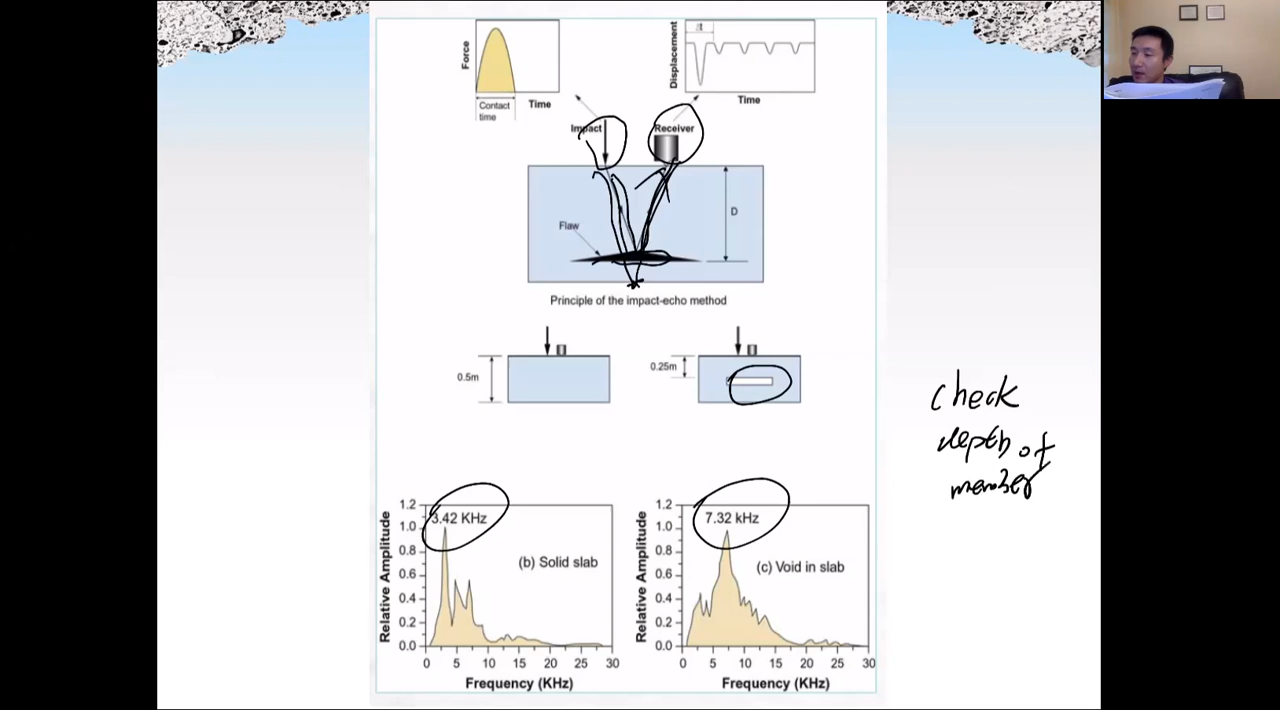 Force
Contact
time
Time
Displacement
Time
Impact
Receiver
D
Flaw
Principle of the impact-echo method
0.5m
0.25m
check
depth of
member
1.2
1.0
0.8
0.6
0.4
0.2
0.0
Relative Amplitude
3.42 KHz
(b) Solid slab
0 5 10 15 20 25 30
Frequency (KHz)
1.2
1.0
0.8
0.6
0.4
0.2
0.0
Relative Amplitude
7.32 kHz
(c) Void in slab
0 5 10 15 20 25 30
Frequency (KHz)